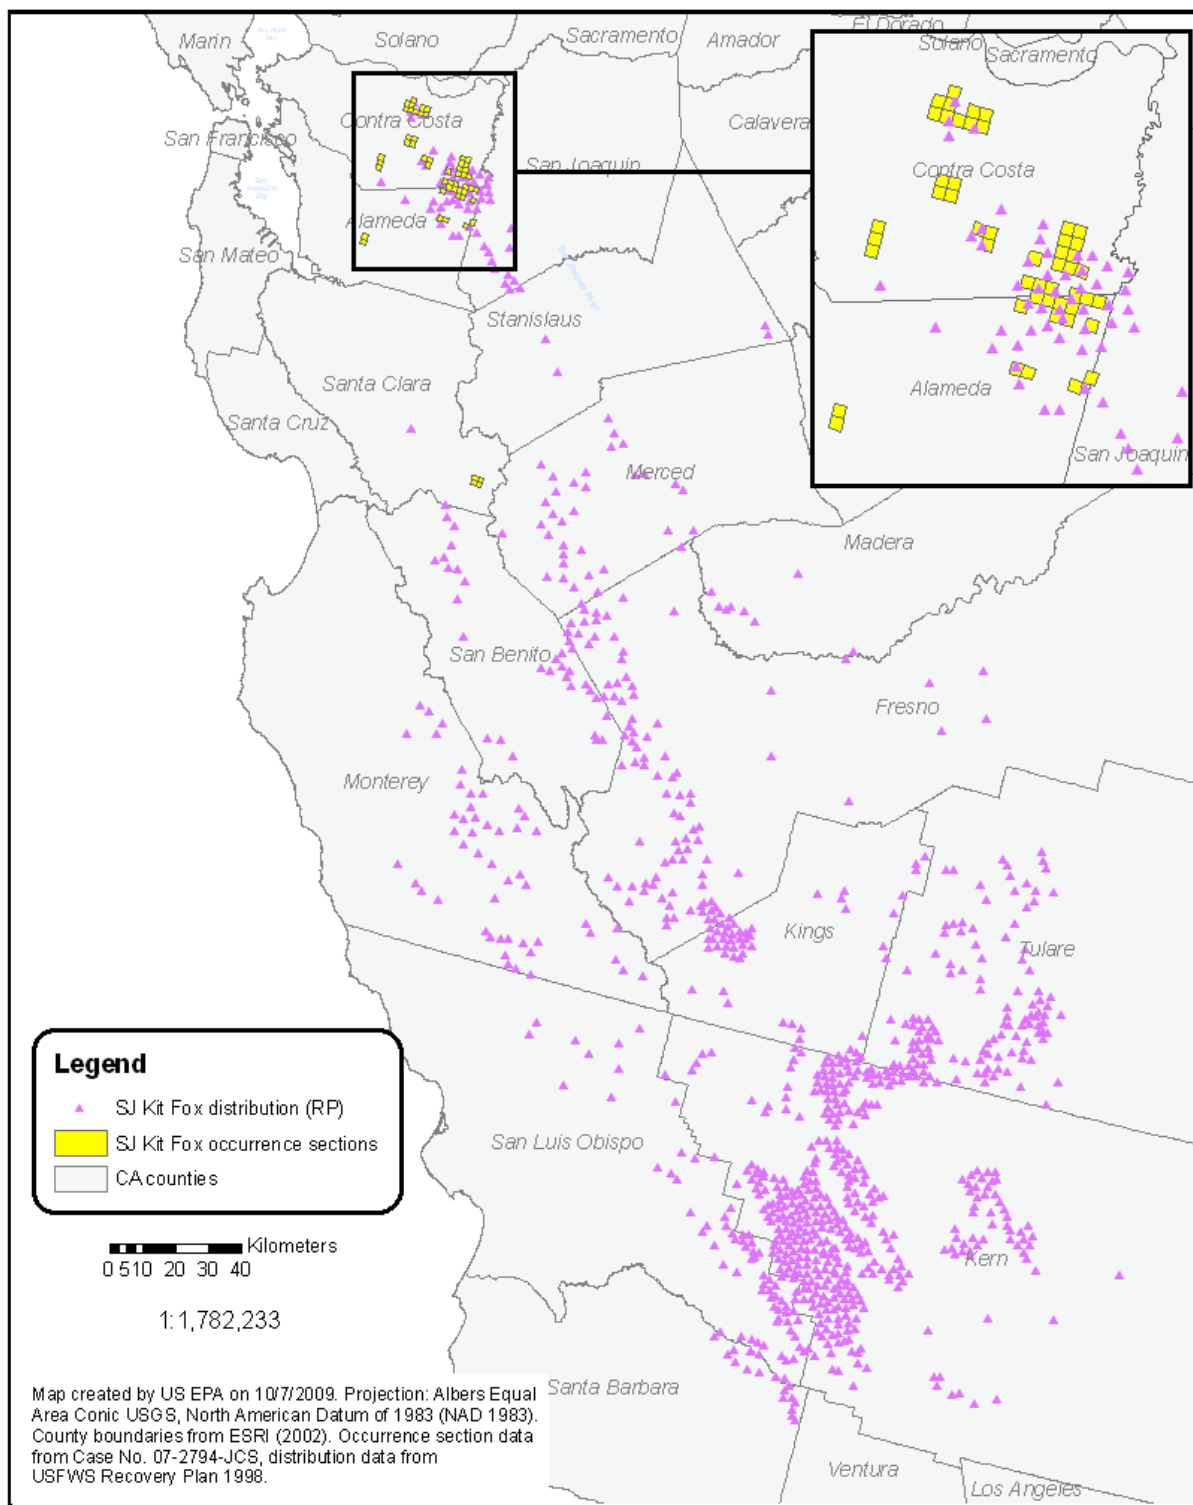 El Dorado
Marin
Solano
Sacramento
Amador
Solano
Sacramento
Contra Costa
Calavera
San Francisco
San Joaquin
Contra Costa
Alameda
San Mateo
Stanislaus
Santa Clara
Alameda
Santa Cruz
San Joaquin
Merced
Madera
San Benito
Fresno
Monterey
Kings
Tulare
Legend
SJ Kit Fox distribution (RP)
SJ Kit Fox occurrence sections
CA counties
San Luis Obispo
Kilometers
0 5 10 20 30 40
Kern
1:1,782,233
Map created by US EPA on 10/7/2009. Projection: Albers Equal
Area Conic USGS, North American Datum of 1983 (NAD 1983).
County boundaries from ESRI (2002). Occurrence section data
from Case No. 07-2794-JCS, distribution data from
USFWS Recovery Plan 1998.
Santa Barbara
Ventura
Los Angeles